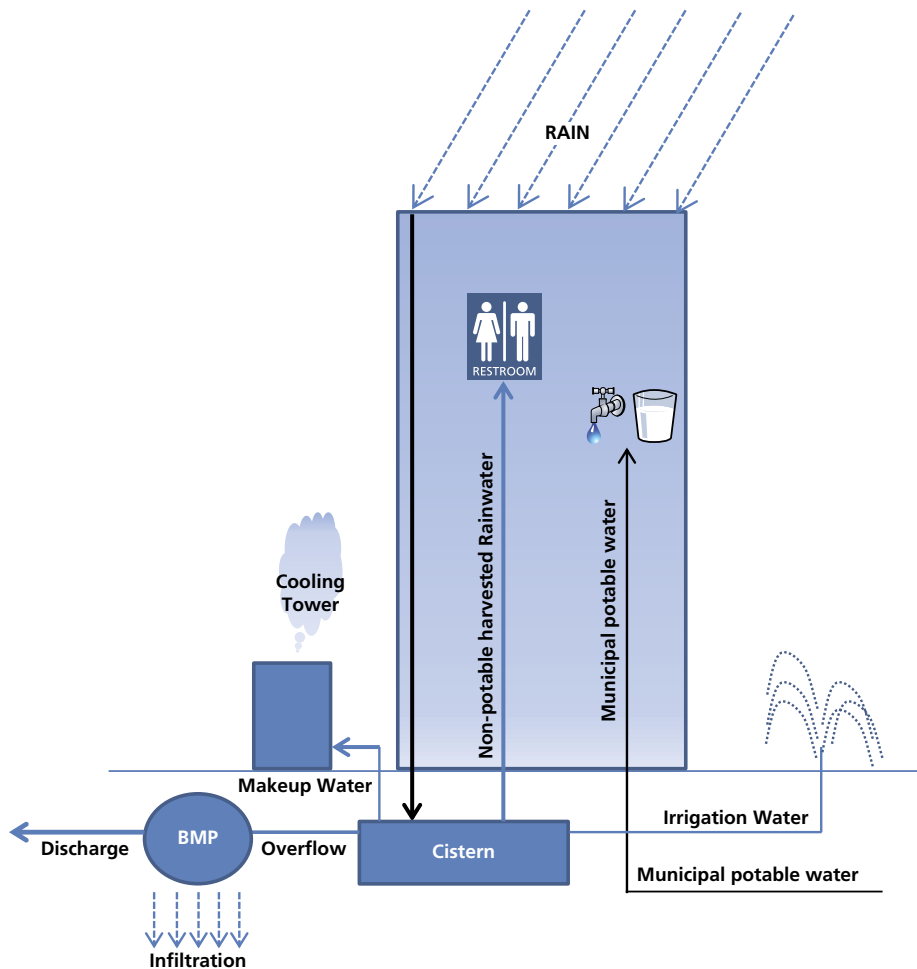 RAIN
RESTROOM
Non-potable harvested Rainwater
Municipal potable water
Cooling
Tower
Makeup Water
Irrigation Water
BMP
Discharge
Overflow
Cistern
Municipal potable water
Infiltration